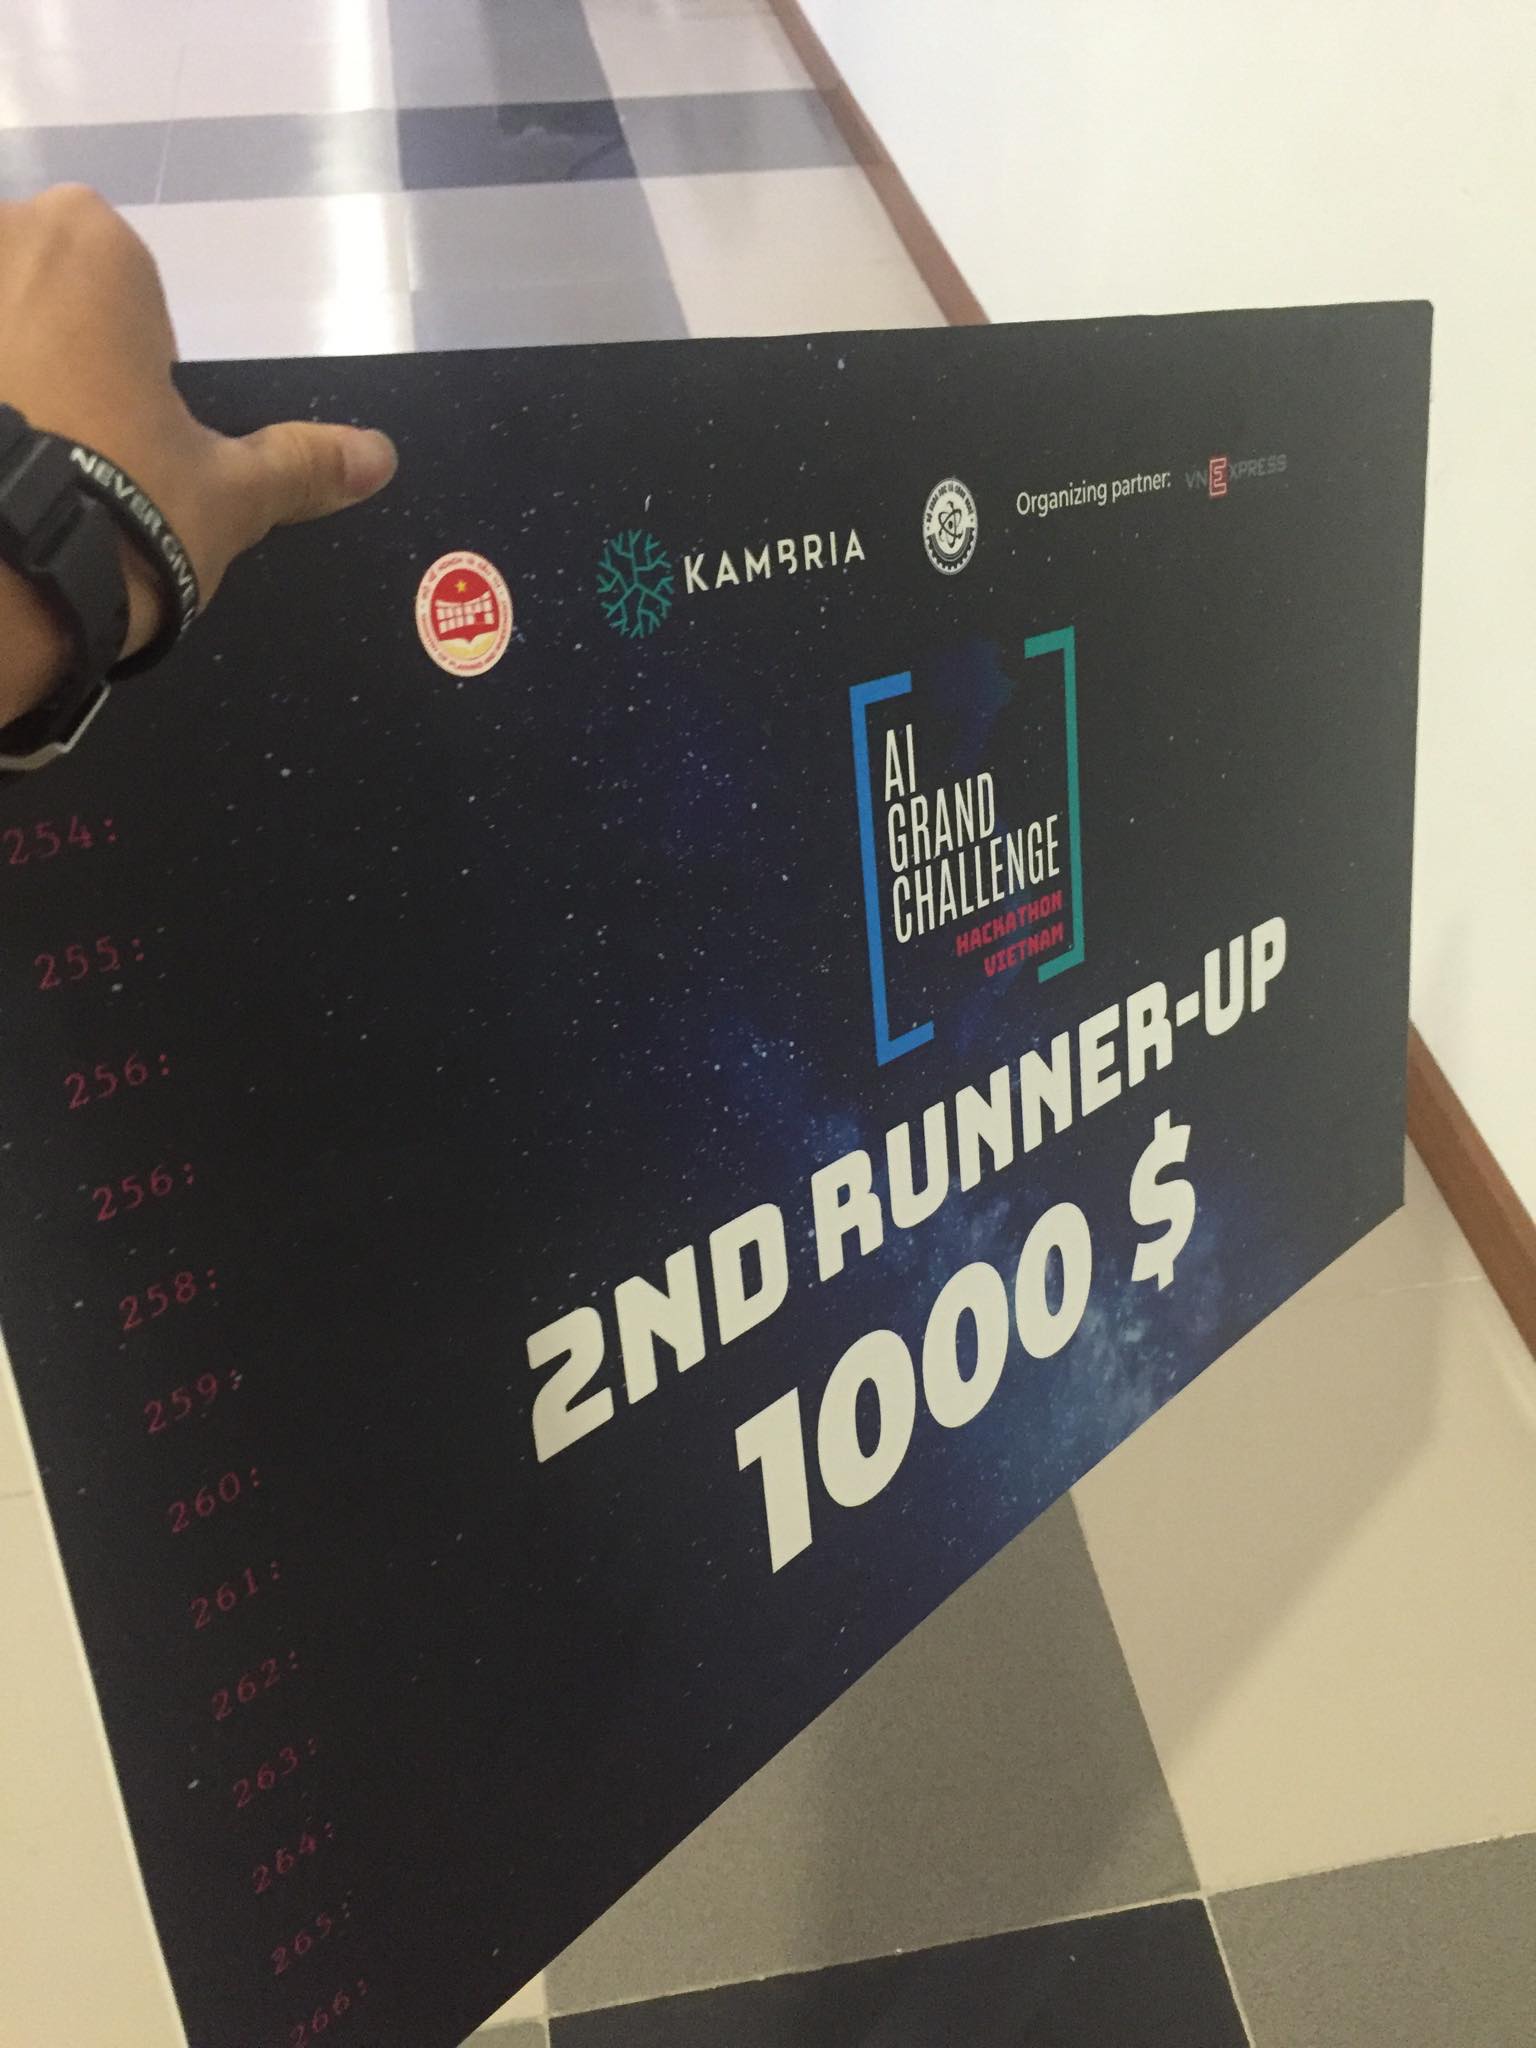 NEVER GIVE
KAMBRIA
Organizing partner:
VNEXPRESS
AI
GRAND
CHALLENGE
HACKATHON
VIETNAM
2ND RUNNER-UP
1000 $
254:
255:
256:
256:
258:
259:
260:
261:
262:
263:
264:
265:
266: